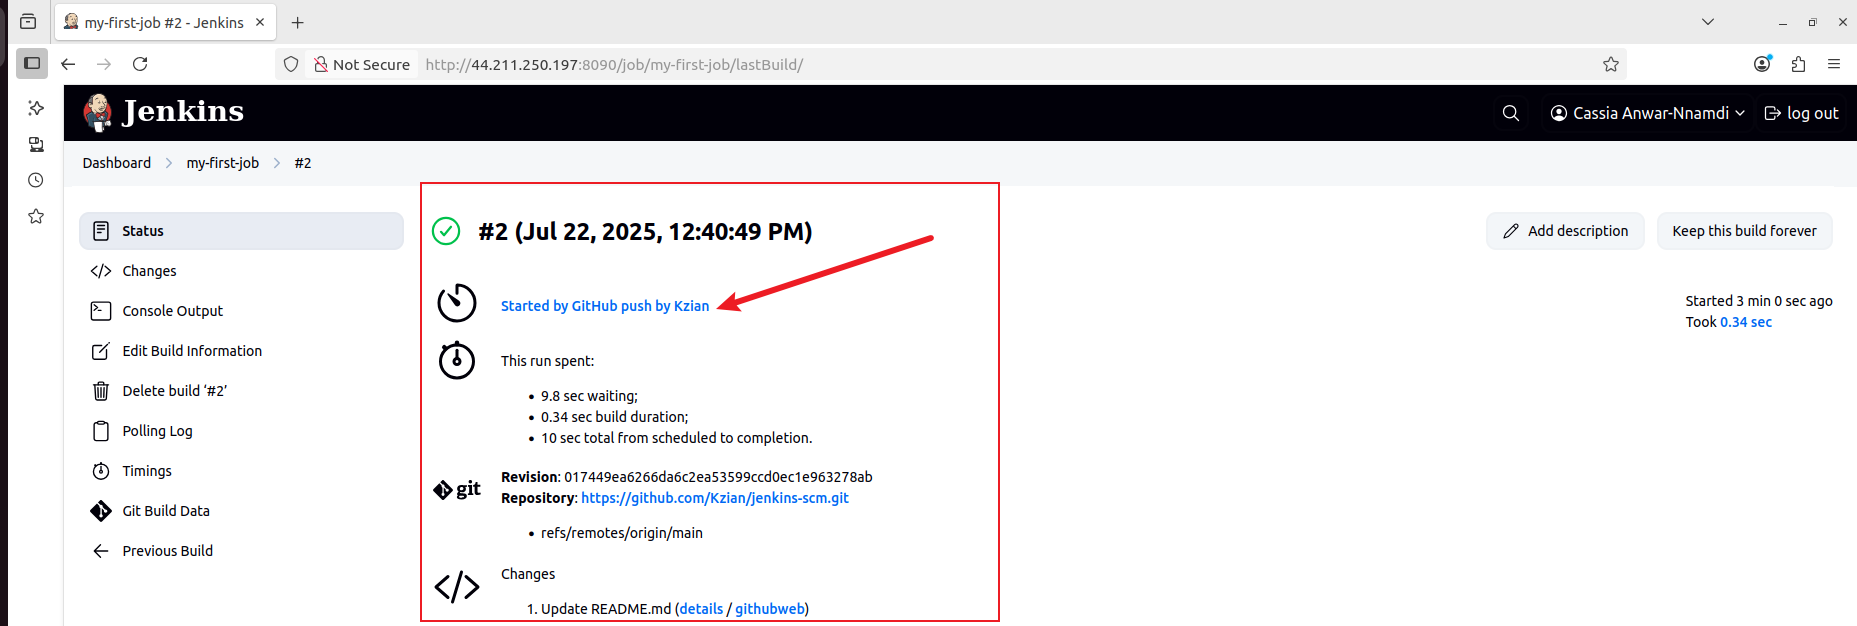 my-first-job #2 - Jenkins
Not Secure
http://44.211.250.197:8090/job/my-first-job/lastBuild/
Jenkins
Cassia Anwar-Nnamdi
log out
Dashboard
my-first-job
#2
Status
Changes
Console Output
Edit Build Information
Delete build ‘#2’
Polling Log
Timings
Git Build Data
Previous Build
#2 (Jul 22, 2025, 12:40:49 PM)
Add description
Keep this build forever
Started 3 min 0 sec ago
Took 0.34 sec
Started by GitHub push by Kzian
This run spent:
• 9.8 sec waiting;
• 0.34 sec build duration;
• 10 sec total from scheduled to completion.
git
Revision: 017449ea6266da6c2ea53599ccd0ec1e963278ab
Repository: https://github.com/Kzian/jenkins-scm.git
• refs/remotes/origin/main
Changes
1. Update README.md (details / githubweb)